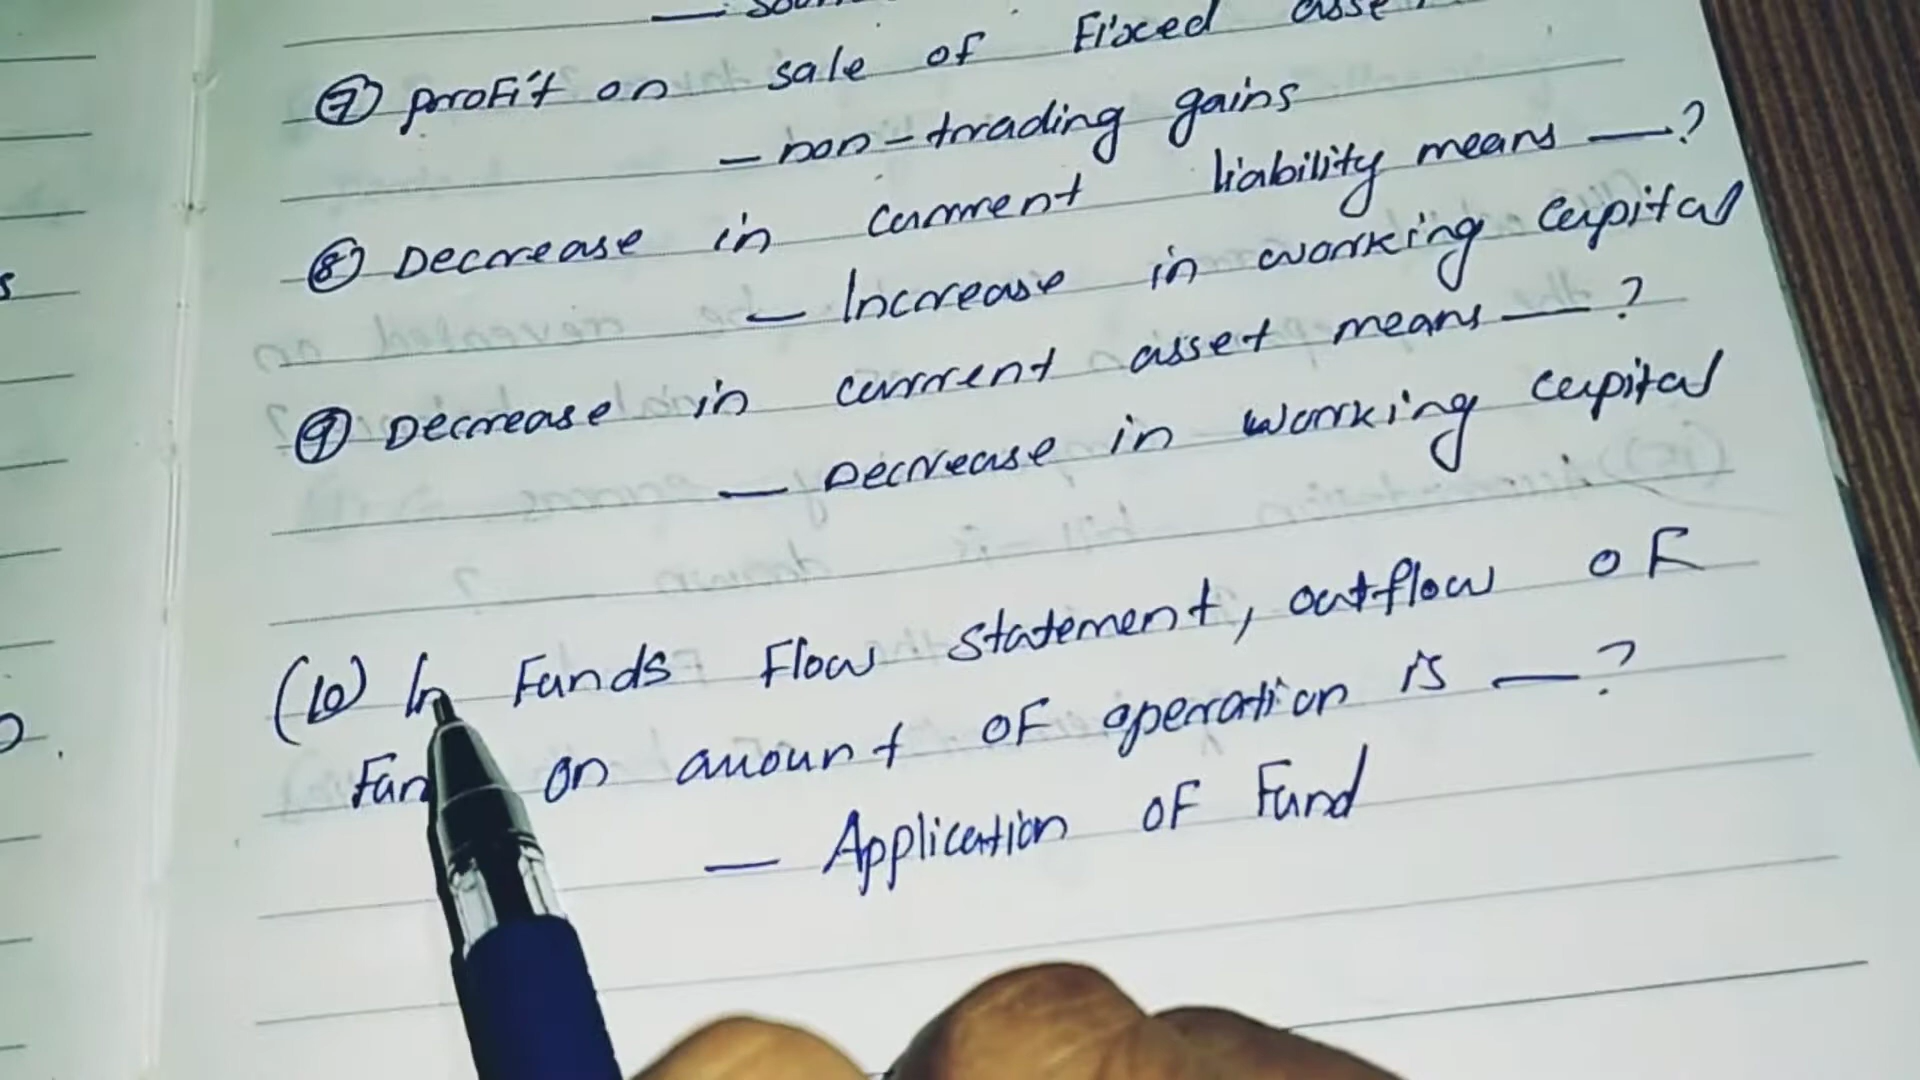 ⑦ profit on sale of Fixed
— non-trading gains
⑧ Decrease in current liability means — ?
— Increase in working capital
⑨ Decrease in current asset means — ?
— Decrease in working capital
(10) In Funds Flow statement, outflow of
on amount of operation is — ?
— Application of Fund